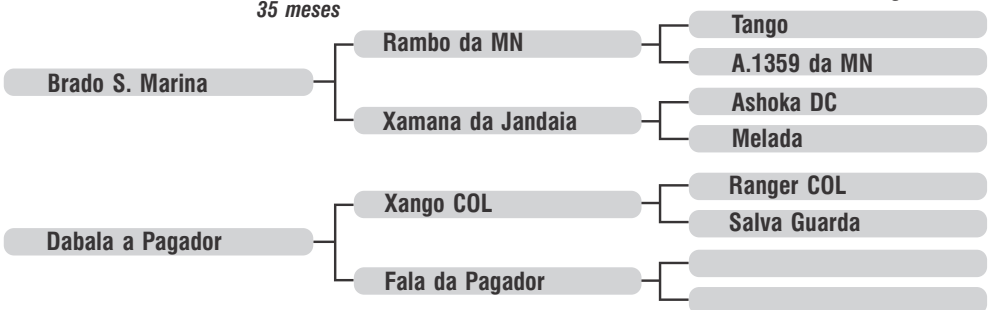 35 meses
Brado S. Marina
Rambo da MN
Tango
A.1359 da MN
Xamana da Jandaia
Ashoka DC
Melada
Dabala a Pagador
Xango COL
Ranger COL
Salva Guarda
Fala da Pagador